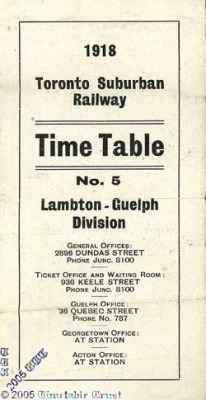 1918
Toronto Suburban
Railway
Time Table
No. 5
Lambton-Guelph
Division
GENERAL OFFICES:
2896 DUNDAS STREET
PHONE JUNC. 8100
TICKET OFFICE AND WAITING ROOM:
936 KEELE STREET
PHONE JUNC. 8100
GUELPH OFFICE:
36 QUEBEC STREET
PHONE NO. 787
GEORGETOWN OFFICE:
AT STATION
ACTON OFFICE:
AT STATION
2005
© 2005 Timetable Trust